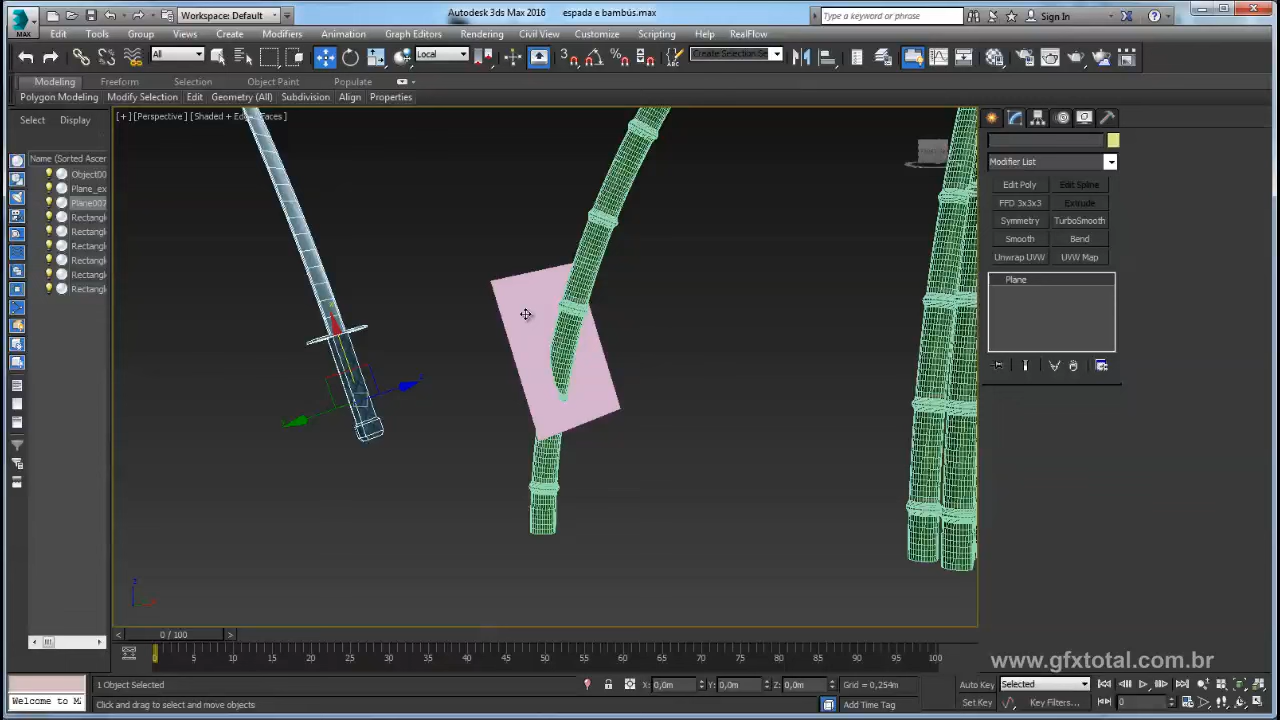 MAX
Workspace: Default
Autodesk 3ds Max 2016 espada e bambús.max
Type a keyword or phrase
Sign In
Edit Tools Group Views Create Modifiers Animation Graph Editors Rendering Civil View Customize Scripting Help RealFlow
All
Local
Create Selection Se
Modeling Freeform Selection Object Paint Populate
Polygon Modeling Modify Selection Edit Geometry (All) Subdivision Align Properties
Select Display
[+] [Perspective] [Shaded +
Name (Sorted Ascen
Object00
Plane_ex
Plane007
Rectangl
Rectangl
Rectangl
Rectangl
Rectangl
Rectangl
Modifier List
Edit Poly Edit Spline
FFD 3x3x3 Extrude
Symmetry TurboSmooth
Smooth Bend
Unwrap UVW UVW Map
Plane
0 / 100
0 5 10 15 20 25 30 35 40 45 50 55 60 65 70 75 80 85 90 95 100
www.gfxtotal.com.br
1 Object Selected
X: 0,0m Y: 0,0m Z: 0,0m Grid = 0,254m
Auto Key Selected
Welcome to M
Click and drag to select and move objects
Add Time Tag
Set Key Key Filters...
0